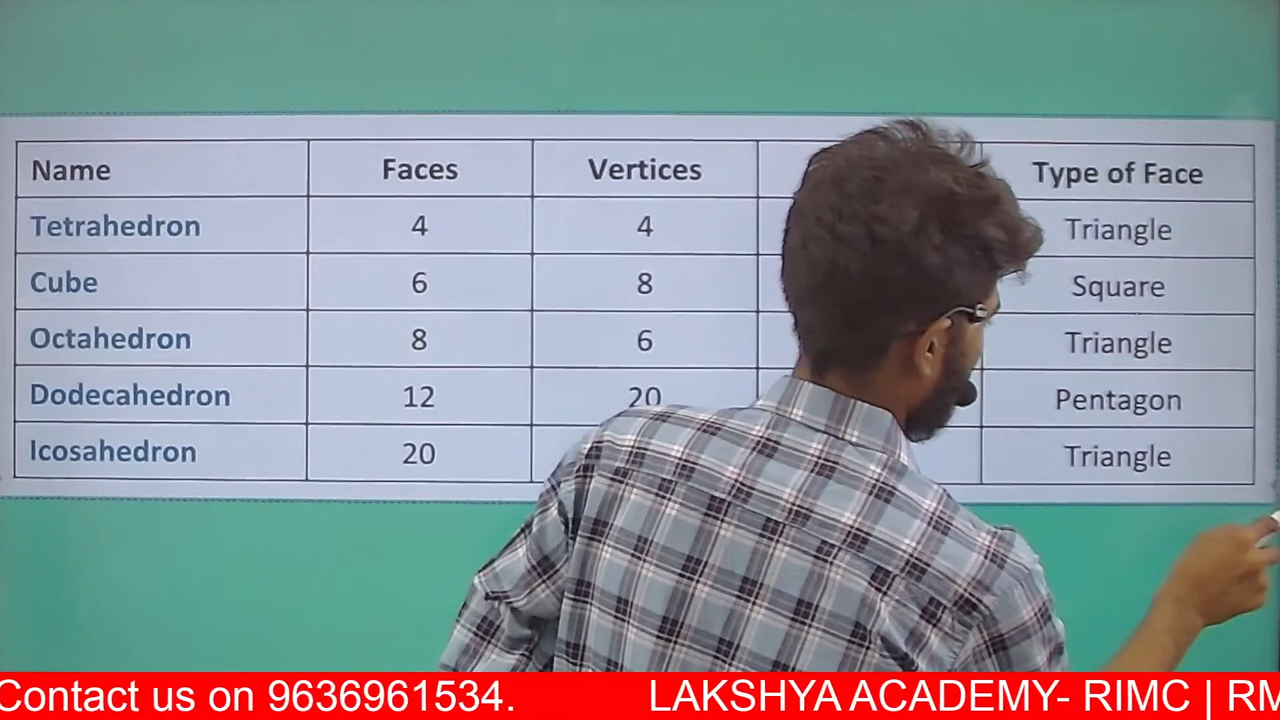 Name Faces Vertices Type of Face
Tetrahedron 4 4 Triangle
Cube 6 8 Square
Octahedron 8 6 Triangle
Dodecahedron 12 20 Pentagon
Icosahedron 20 Triangle
Contact us on 9636961534. LAKSHYA ACADEMY- RIMC | RM